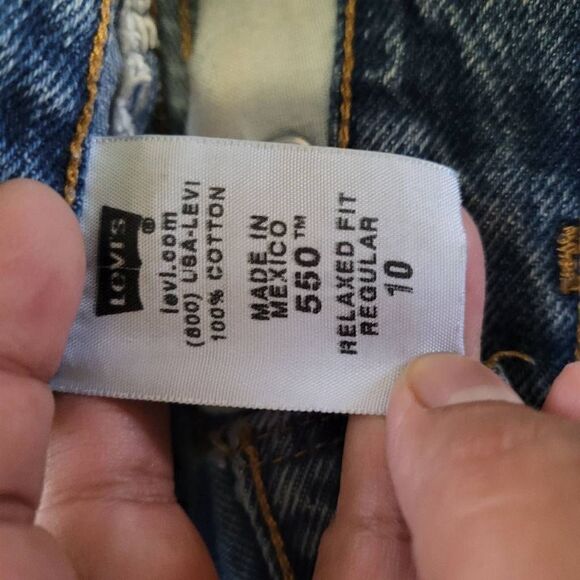 LEVI'S®
levi.com
(800) USA-LEVI
100% COTTON
MADE IN
MEXICO
550™
RELAXED FIT
REGULAR
10